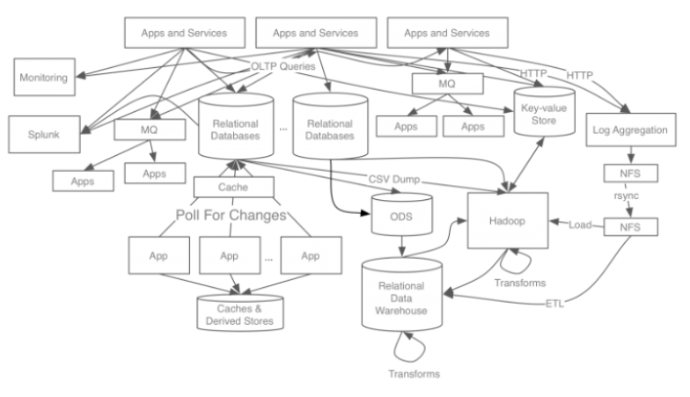 Apps and Services
Apps and Services
Apps and Services
Monitoring
OLTP Queries
HTTP
HTTP
MQ
Splunk
MQ
Relational
Databases
...
Relational
Databases
Apps
Apps
Key-value
Store
Log Aggregation
Apps
Apps
Cache
CSV Dump
NFS
rsync
Poll For Changes
ODS
Hadoop
Load
NFS
App
App
...
App
Transforms
Relational
Data
Warehouse
ETL
Caches &
Derived Stores
Transforms